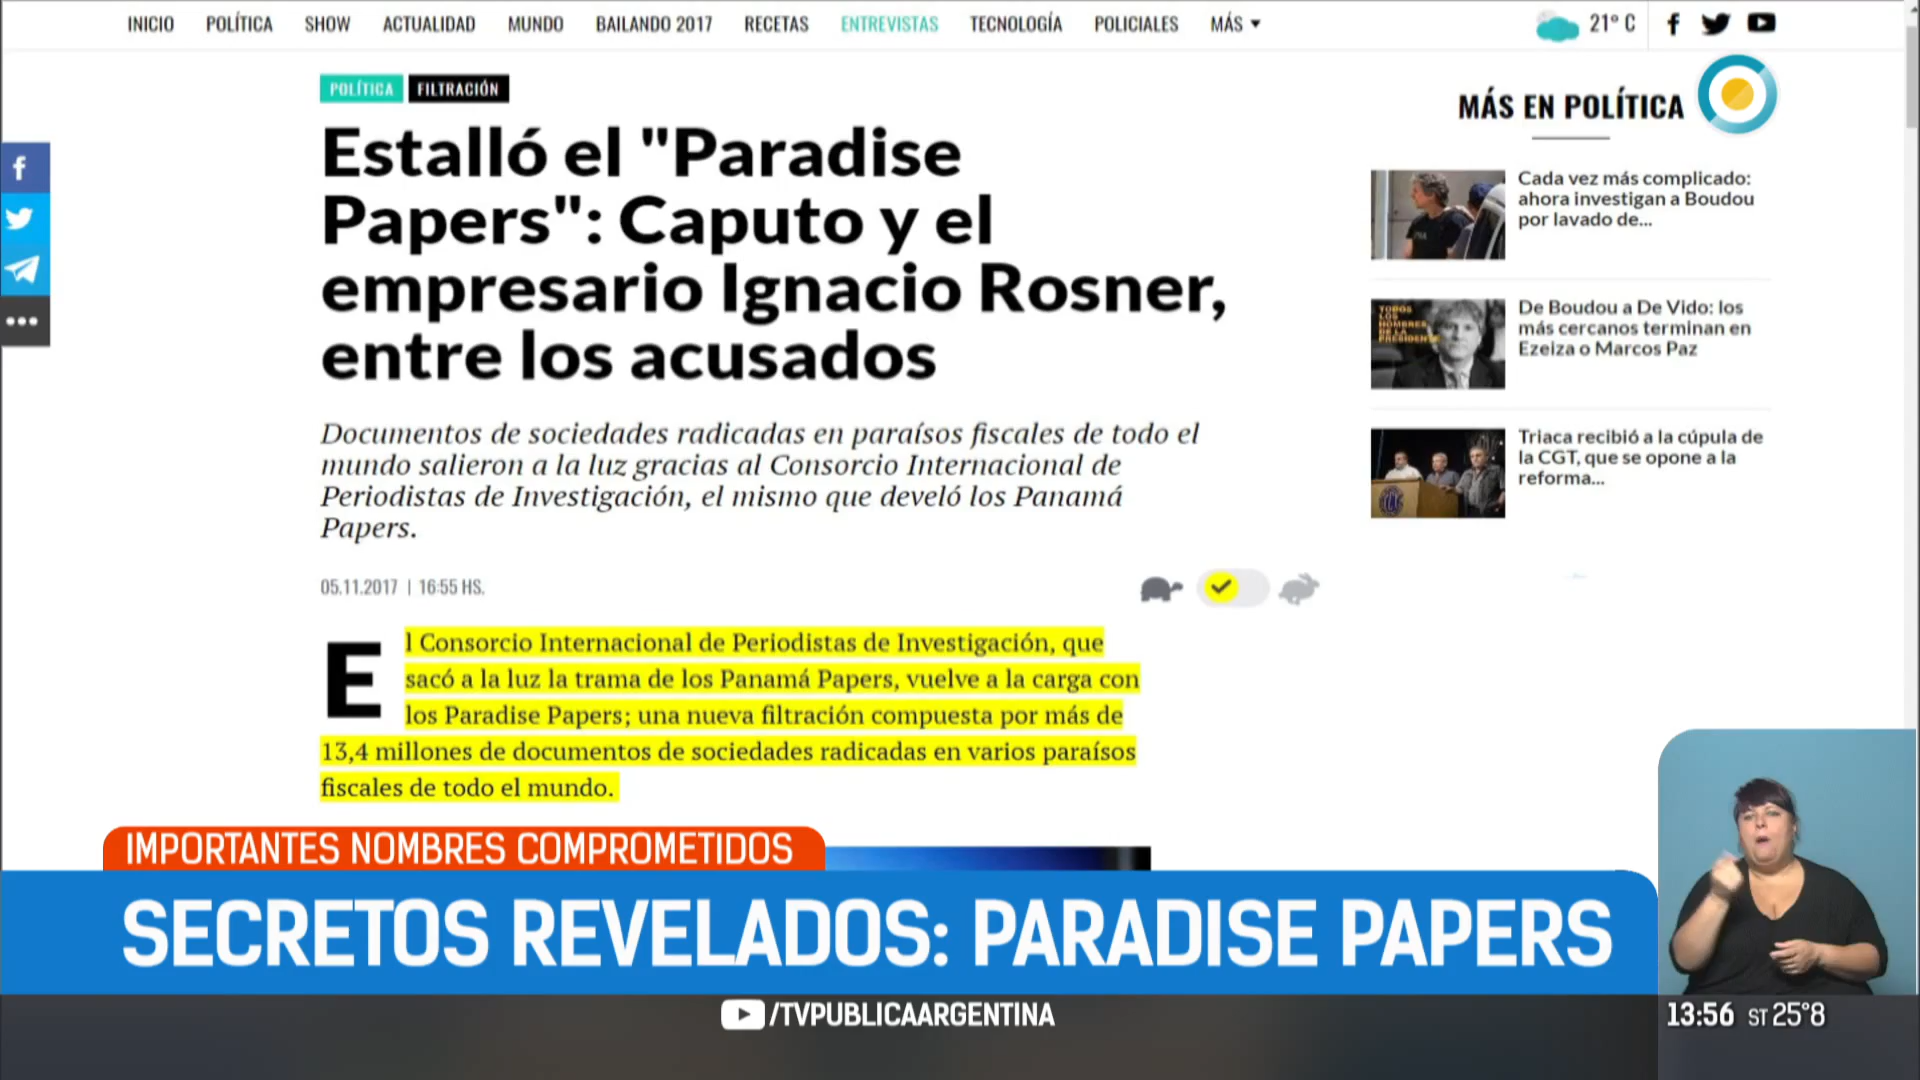 INICIO POLÍTICA SHOW ACTUALIDAD MUNDO BAILANDO 2017 RECETAS ENTREVISTAS TECNOLOGÍA POLICIALES MÁS
21° C
POLÍTICA FILTRACIÓN
Estalló el "Paradise
Papers": Caputo y el
empresario Ignacio Rosner,
entre los acusados
Documentos de sociedades radicadas en paraísos fiscales de todo el
mundo salieron a la luz gracias al Consorcio Internacional de
Periodistas de Investigación, el mismo que develó los Panamá
Papers.
05.11.2017 | 16:55 HS.
El Consorcio Internacional de Periodistas de Investigación, que
sacó a la luz la trama de los Panamá Papers, vuelve a la carga con
los Paradise Papers; una nueva filtración compuesta por más de
13,4 millones de documentos de sociedades radicadas en varios paraísos
fiscales de todo el mundo.
MÁS EN POLÍTICA
Cada vez más complicado:
ahora investigan a Boudou
por lavado de...
TODOS
LOS
HOMBRES
DE LA
PRESIDENTE
De Boudou a De Vido: los
más cercanos terminan en
Ezeiza o Marcos Paz
Triaca recibió a la cúpula de
la CGT, que se opone a la
reforma...
IMPORTANTES NOMBRES COMPROMETIDOS
SECRETOS REVELADOS: PARADISE PAPERS
/TVPUBLICAARGENTINA
13:56 ST 25°8